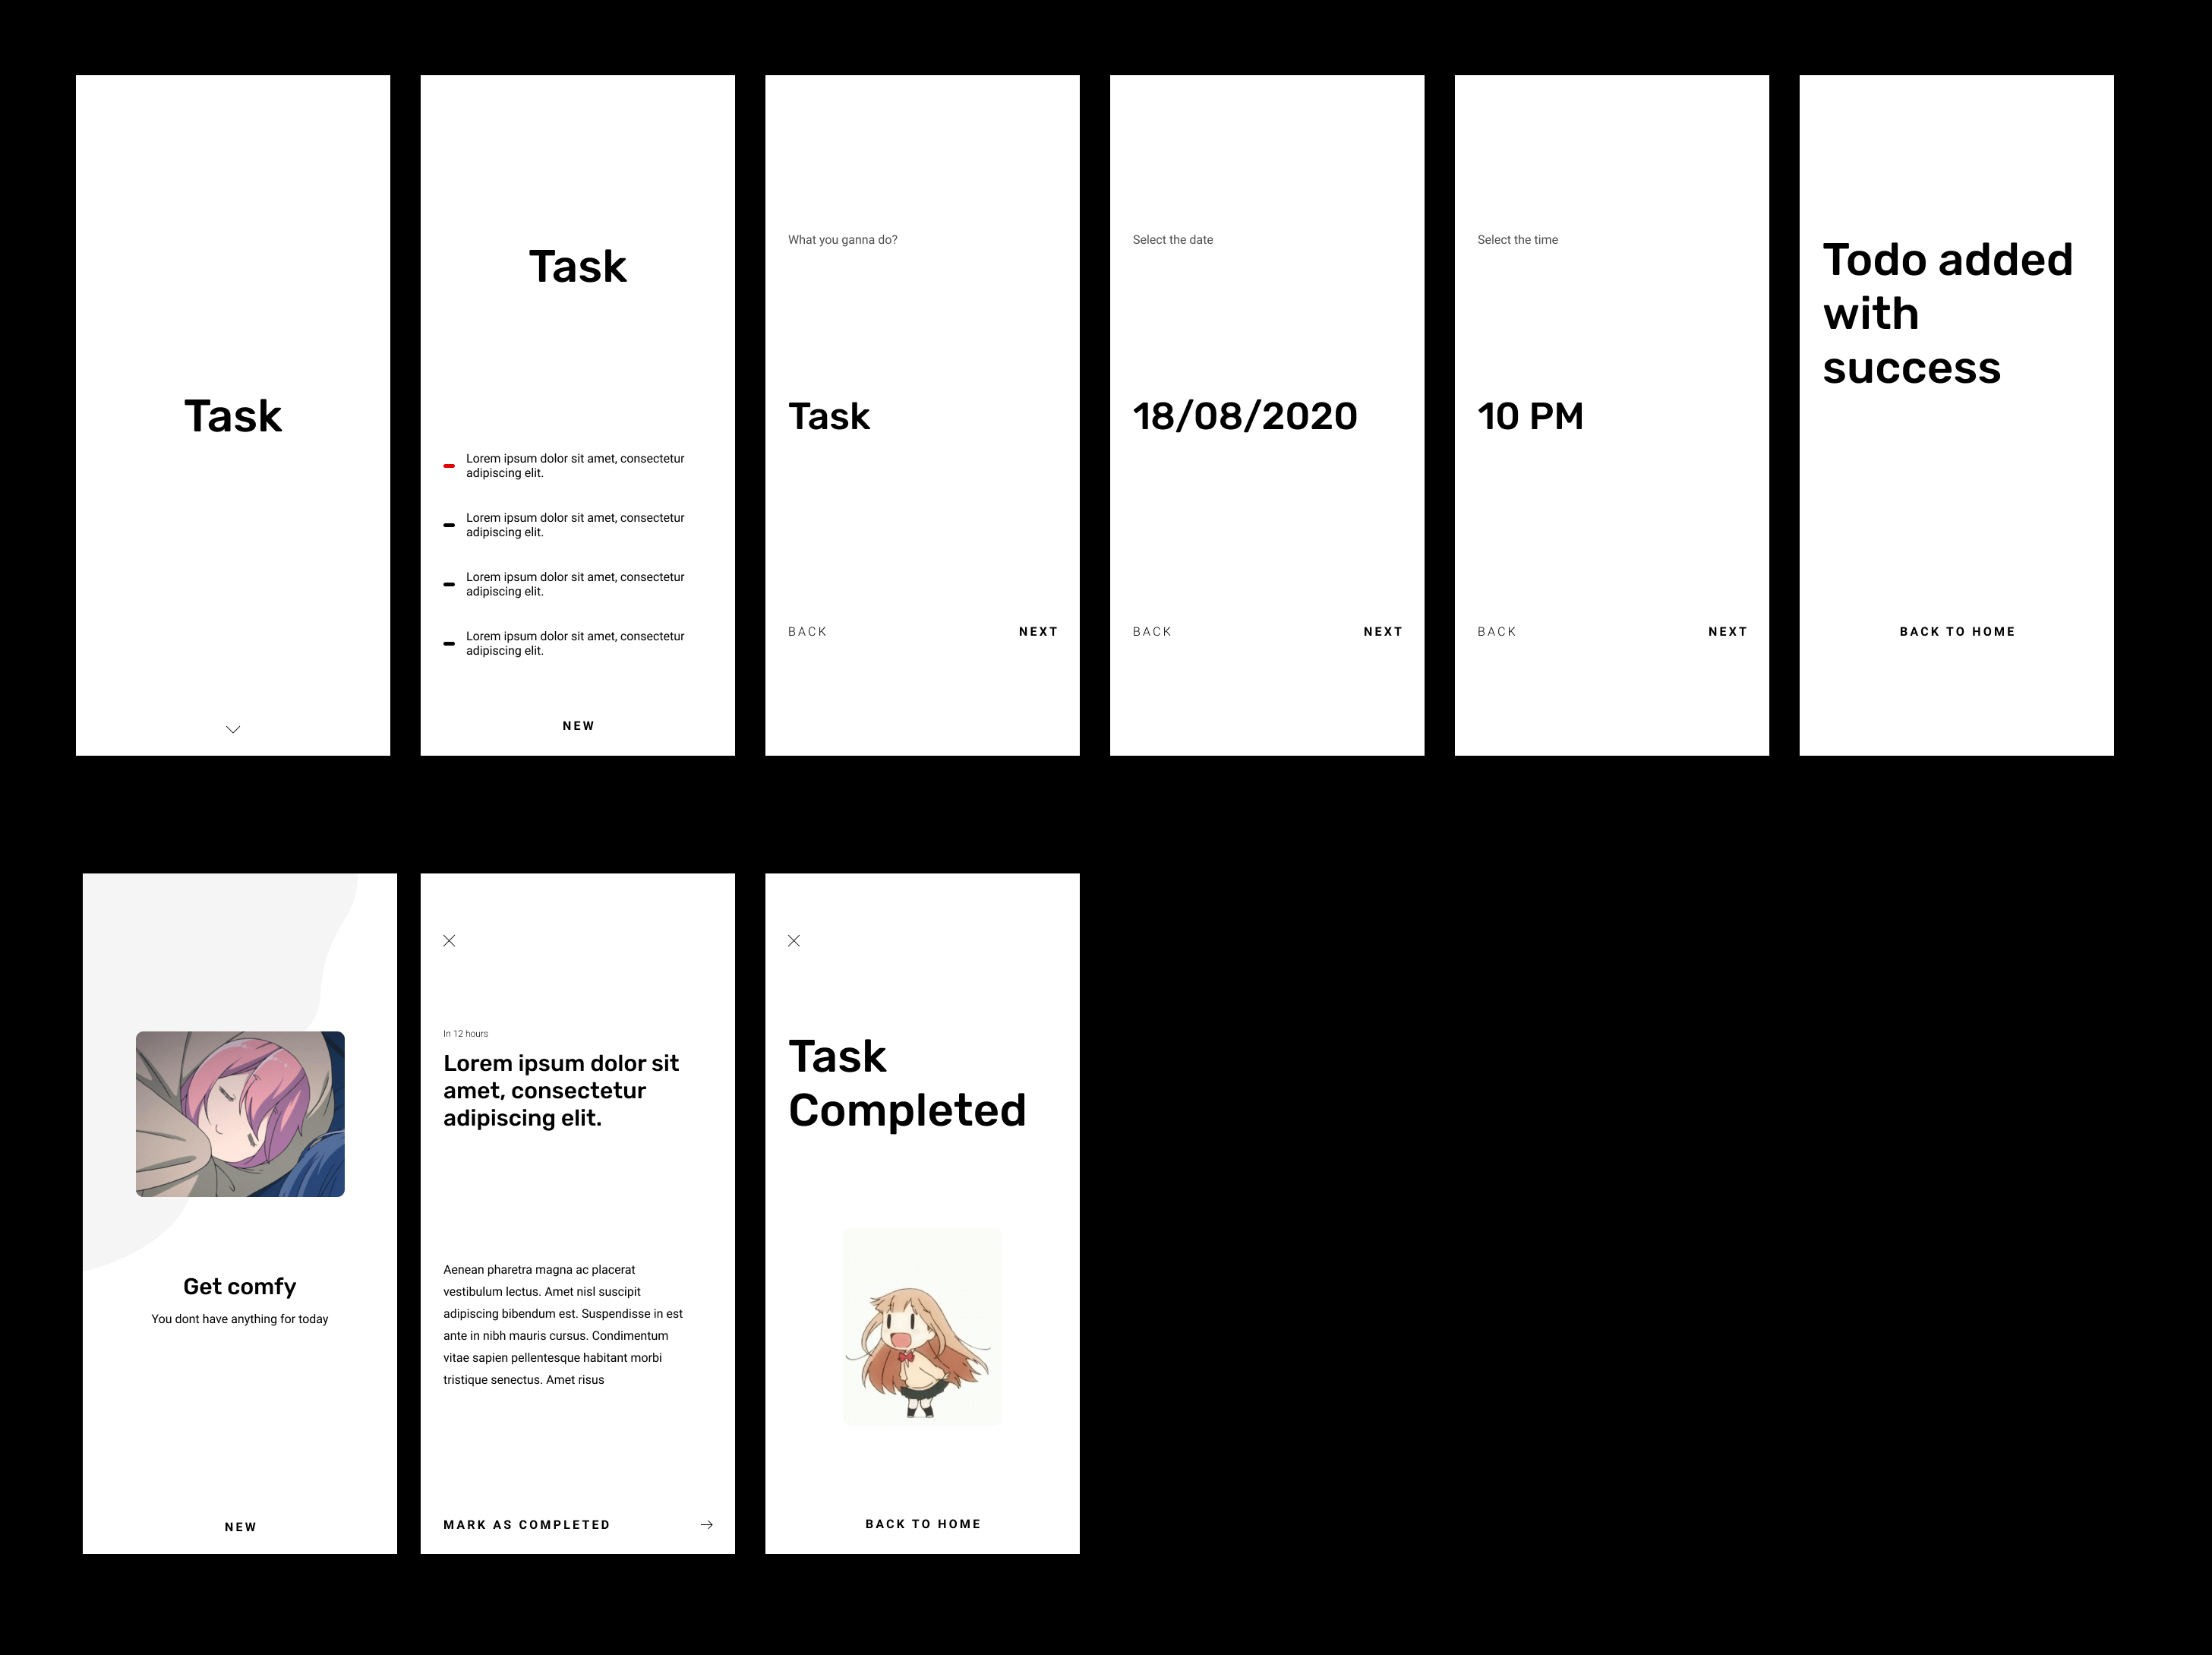 Task
Task
Lorem ipsum dolor sit amet, consectetur
adipiscing elit.
Lorem ipsum dolor sit amet, consectetur
adipiscing elit.
Lorem ipsum dolor sit amet, consectetur
adipiscing elit.
Lorem ipsum dolor sit amet, consectetur
adipiscing elit.
NEW
What you ganna do?
Task
BACK
NEXT
Select the date
18/08/2020
BACK
NEXT
Select the time
10 PM
BACK
NEXT
Todo added
with
success
BACK TO HOME
Get comfy
You dont have anything for today
NEW
In 12 hours
Lorem ipsum dolor sit
amet, consectetur
adipiscing elit.
Aenean pharetra magna ac placerat
vestibulum lectus. Amet nisl suscipit
adipiscing bibendum est. Suspendisse in est
ante in nibh mauris cursus. Condimentum
vitae sapien pellentesque habitant morbi
tristique senectus. Amet risus
MARK AS COMPLETED
Task
Completed
BACK TO HOME